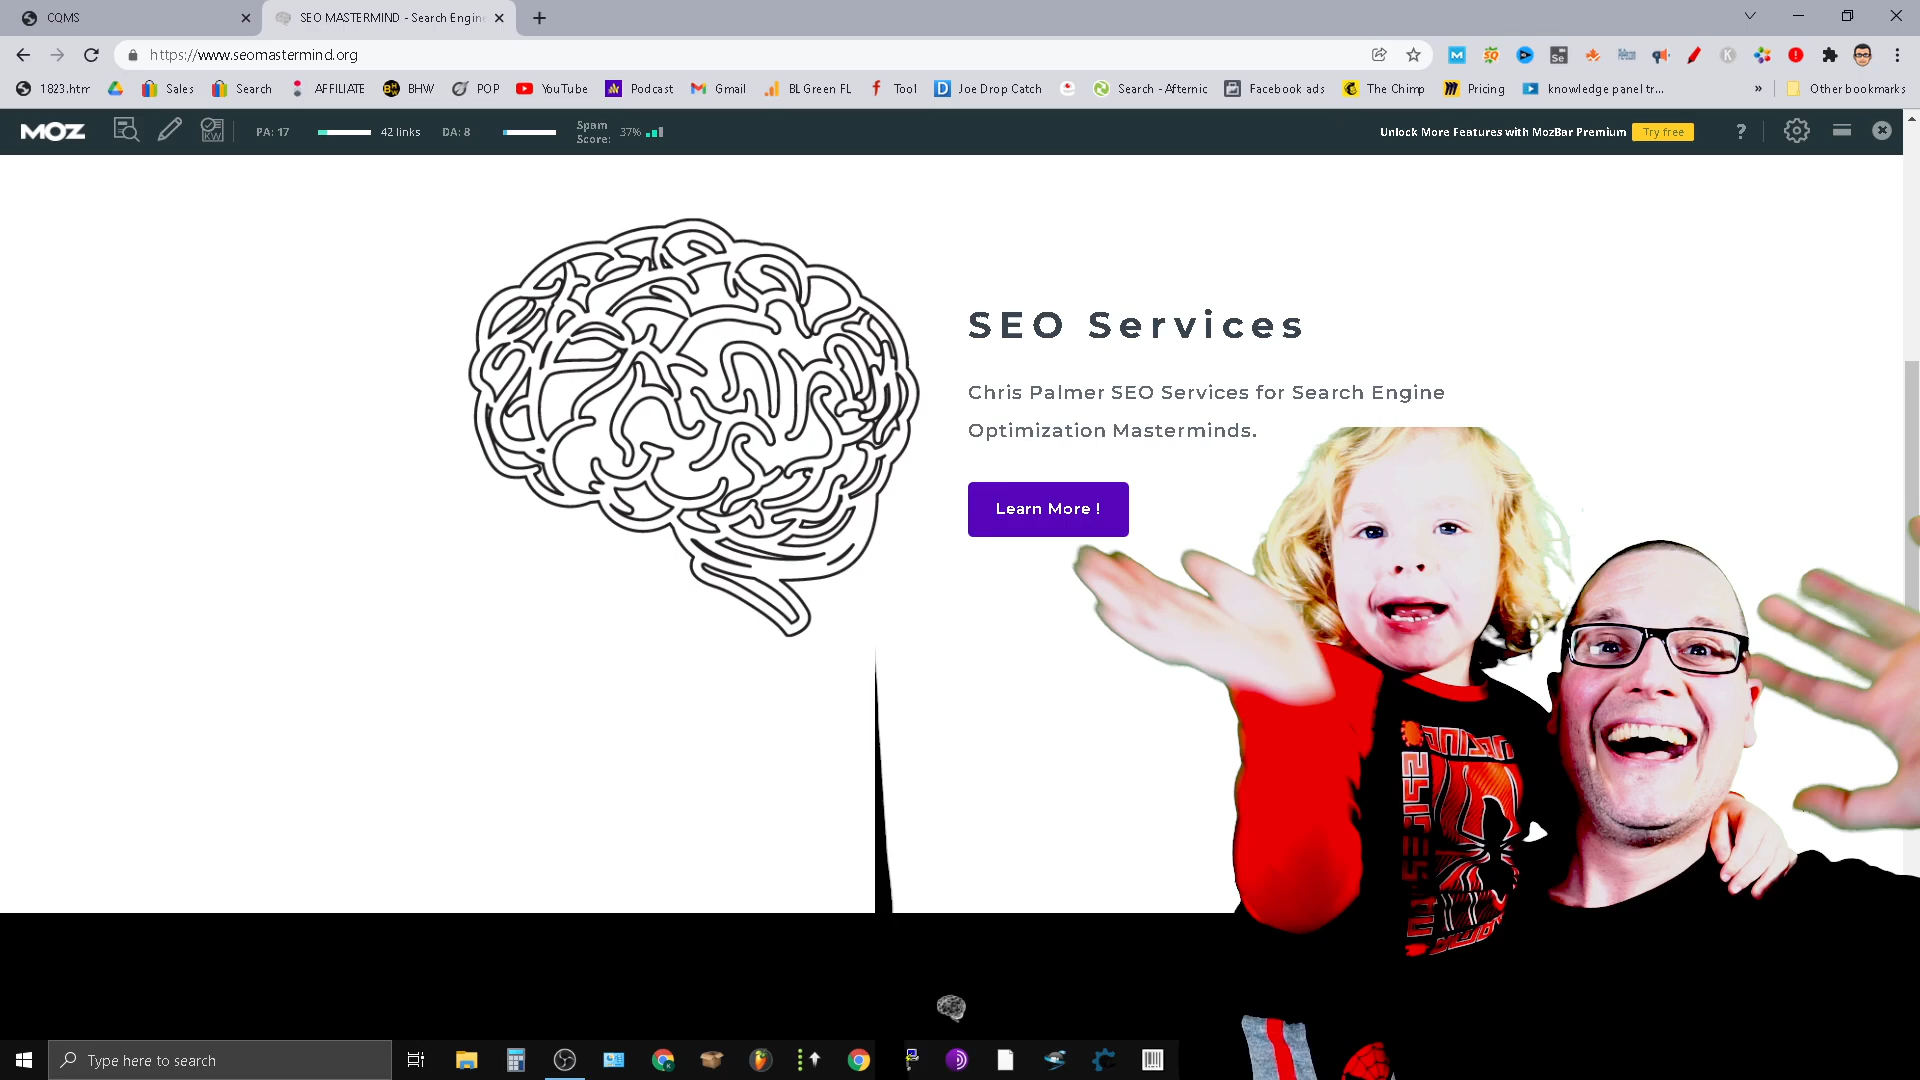 CQMS
SEO MASTERMIND - Search Engin
https://www.seomastermind.org
1823.htm
Sales
Search
AFFILIATE
BHW
POP
YouTube
Podcast
Gmail
BL Green FL
Tool
Joe Drop Catch
Search - Afternic
Facebook ads
The Chimp
Pricing
knowledge panel tr...
»
Other bookmarks
MOZ
PA: 17
42 links
DA: 8
Spam
Score:
37%
Unlock More Features with MozBar Premium
Try free
?
SEO Services
Chris Palmer SEO Services for Search Engine
Optimization Masterminds.
Learn More !
Type here to search